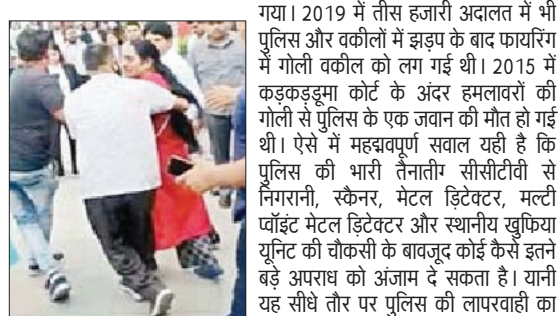 गया। 2019 में तीस हजारी अदालत में भी
पुलिस और वकीलों में झड़प के बाद फायरिंग
में गोली वकील को लग गई थी। 2015 में
कड़कड़डूमा कोर्ट के अंदर हमलावरों की
गोली से पुलिस के एक जवान की मौत हो गई
थी। ऐसे में महत्रवपूर्ण सवाल यही है कि
पुलिस की भारी तैनातीग् सीसीटीवी से
निगरानी, स्कैनर, मेटल ड़िटेक्टर, मल्टी
प्वॉइंट मेटल ड़िटेक्टर और स्थानीय खुफिया
यूनिट की चौकसी के बावजूद कोई कैसे इतने
बड़े अपराध को अंजाम दे सकता है। यानी
यह सीधे तौर पर पुलिस की लापरवाही का